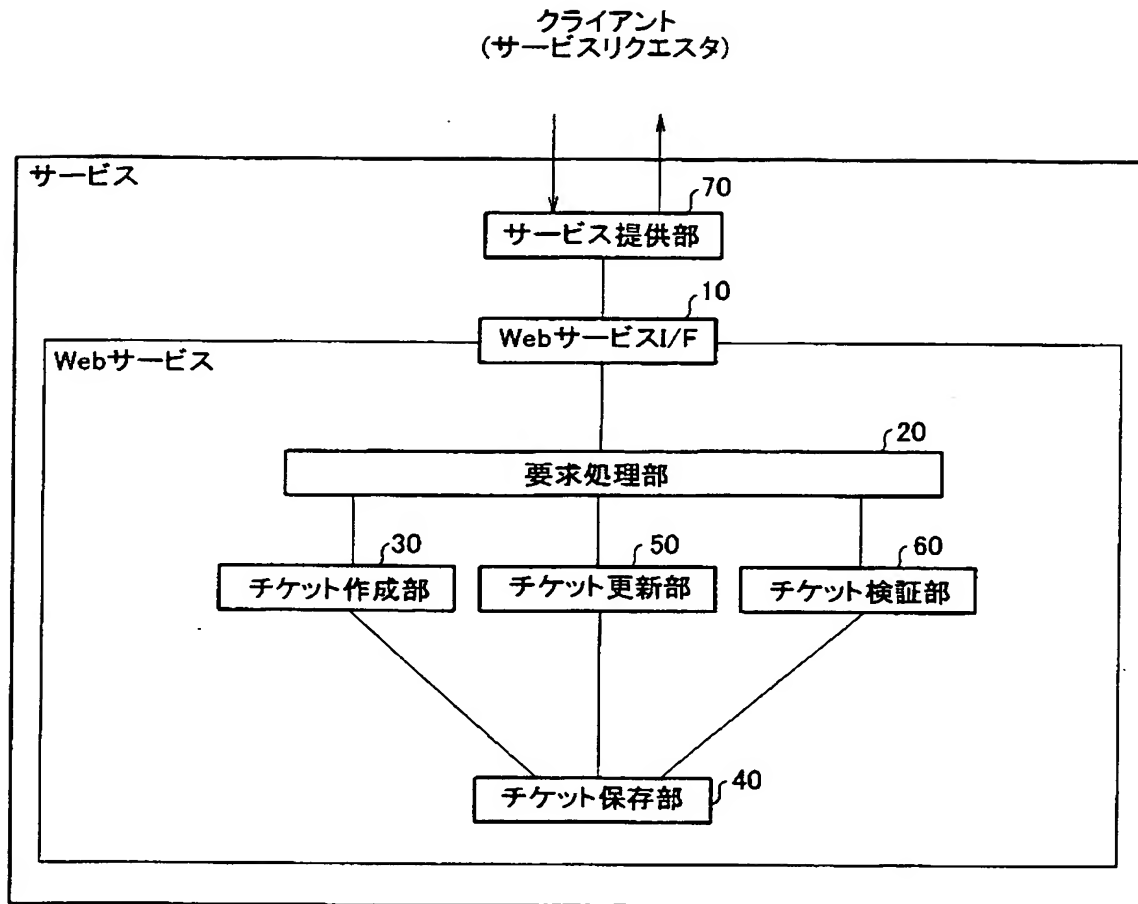 クライアント
(サービスリクエスタ)
サービス
70
サービス提供部
10
WebサービスI/F
Webサービス
20
要求処理部
30
50
60
チケット作成部
チケット更新部
チケット検証部
チケット保存部
40